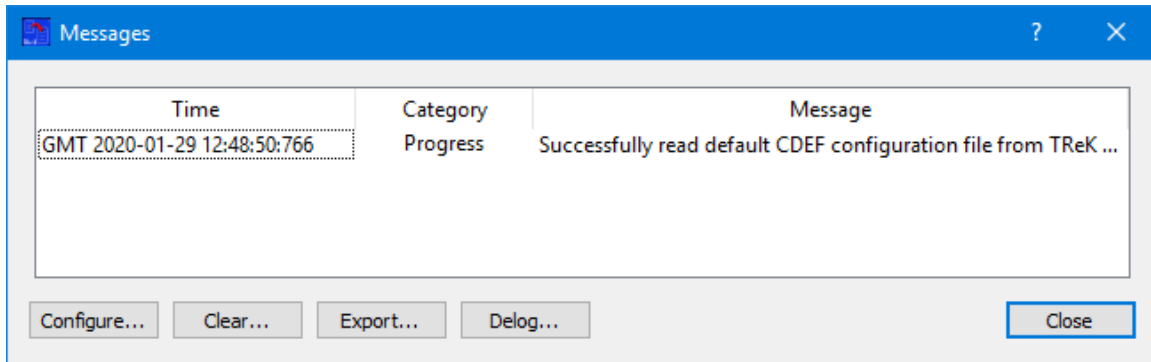 Messages
?
Time Category Message
GMT 2020-01-29 12:48:50:766 Progress Successfully read default CDEF configuration file from TReK ...
Configure... Clear... Export... Delog... Close